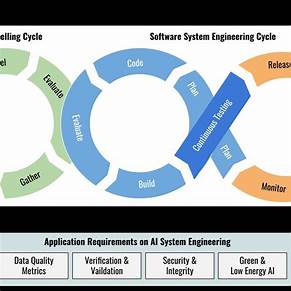 elling Cycle
Software System Engineering Cycle
el
Evaluate
Gather
Evaluate
Code
Build
Plan
Continuous Testing
Plan
Release
Monitor
Application Requirements on AI System Engineering
Data Quality
Metrics
Verification &
Vaildation
Security &
Integrity
Green &
Low Energy AI